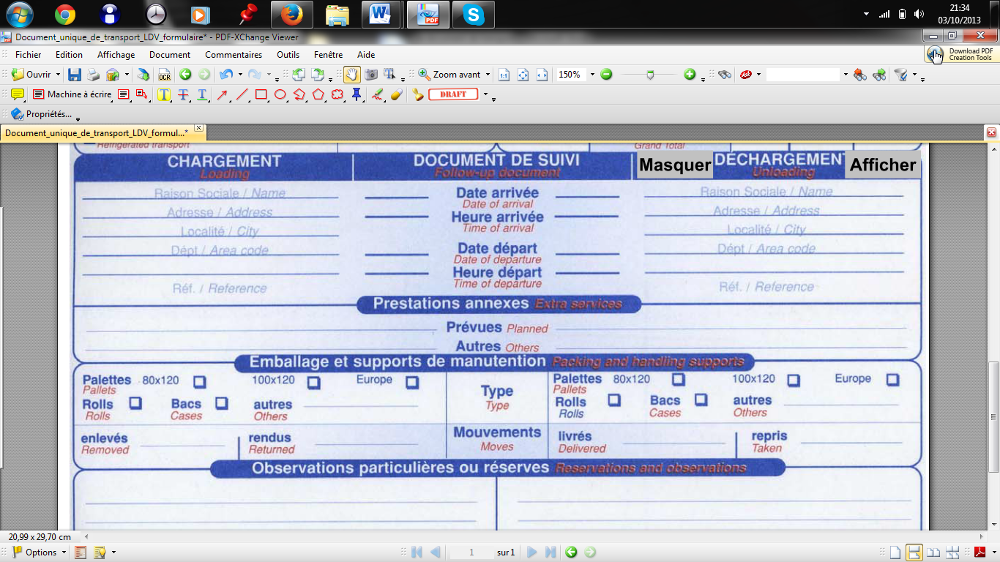 21:34
03/10/2013
Document_unique_de_transport_LDV_formulaire* - PDF-XChange Viewer
Fichier Edition Affichage Document Commentaires Outils Fenêtre Aide
Download PDF
Creation Tools
Ouvrir OCR Zoom avant 1:1 150%
Machine à écrire T T T DRAFT
Propriétés...
Document_unique_de_transport_LDV_formul...*
Refrigerated transport Grand Total
CHARGEMENT DOCUMENT DE SUIVI Masquer DÉCHARGEMENT Afficher
Loading Follow-up document Unloading
Raison Sociale / Name Date arrivée Raison Sociale / Name
Date of arrival
Adresse / Address Heure arrivée Adresse / Address
Time of arrival
Localité / City Localité / City
Dépt / Area code Date départ Dépt / Area code
Date of departure
Heure départ
Time of departure
Réf. / Reference Réf. / Reference
Prestations annexes Extra services
Prévues Planned
Autres Others
Emballage et supports de manutention Packing and handling supports
Palettes 80x120 100x120 Europe Type Palettes 80x120 100x120 Europe
Pallets Type Pallets
Rolls Bacs autres Rolls Bacs autres
Rolls Cases Others Rolls Cases Others
enlevés rendus Mouvements livrés repris
Removed Returned Moves Delivered Taken
Observations particulières ou réserves Reservations and observations
20,99 x 29,70 cm
Options 1 sur 1